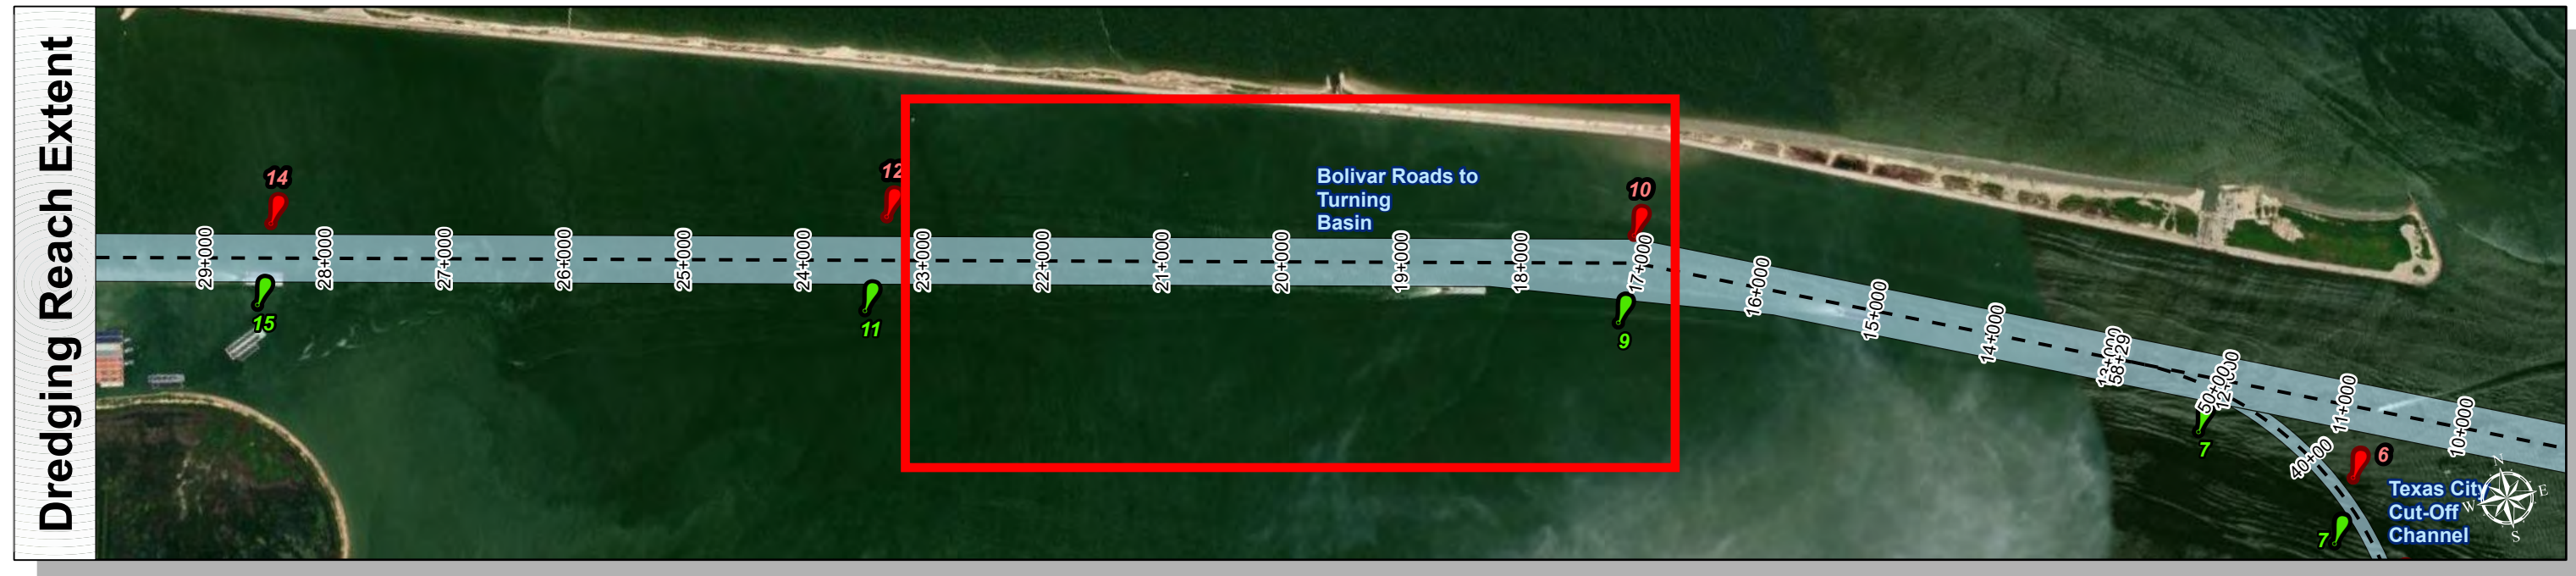 Dredging Reach Extent
14
12
10
Bolivar Roads to
Turning
Basin
29+000
28+000
27+000
26+000
25+000
24+000
23+000
22+000
21+000
20+000
19+000
18+000
17+000
16+000
15+000
14+000
13+000
58+29
50+00
12+000
11+000
10+000
15
11
9
7
40+00
6
7
Texas City
Cut-Off
Channel
N
W
E
S